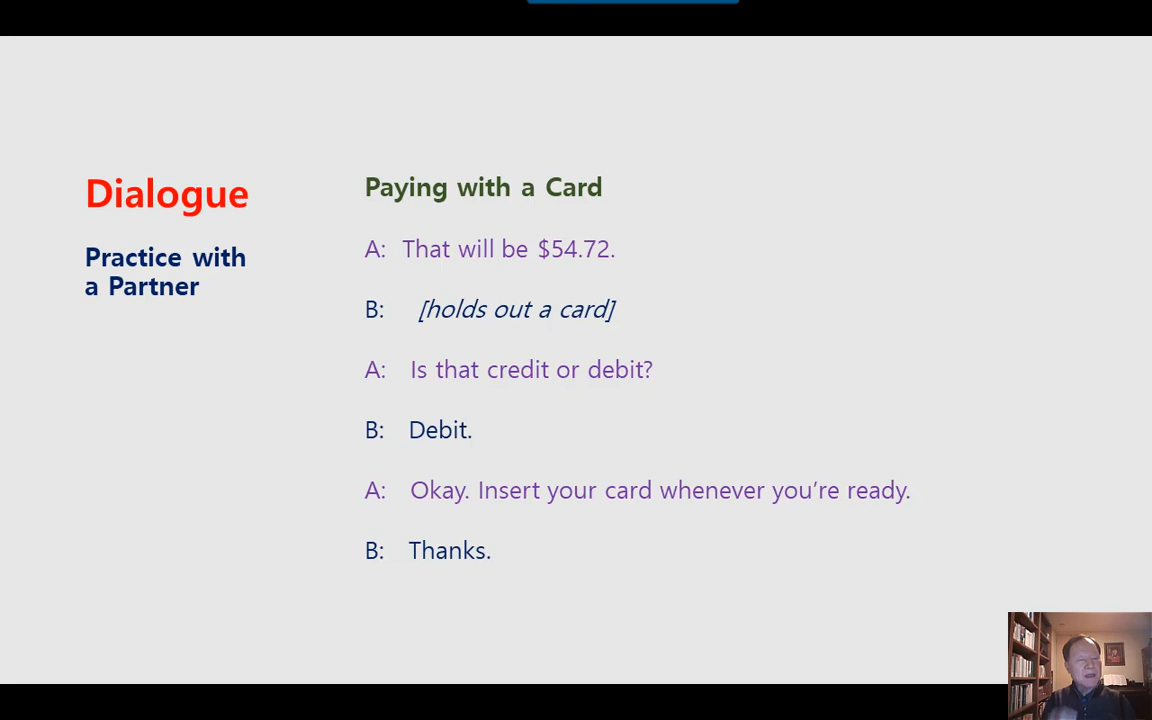 Dialogue
Practice with
a Partner
Paying with a Card
A: That will be $54.72.
B: [holds out a card]
A: Is that credit or debit?
B: Debit.
A: Okay. Insert your card whenever you’re ready.
B: Thanks.